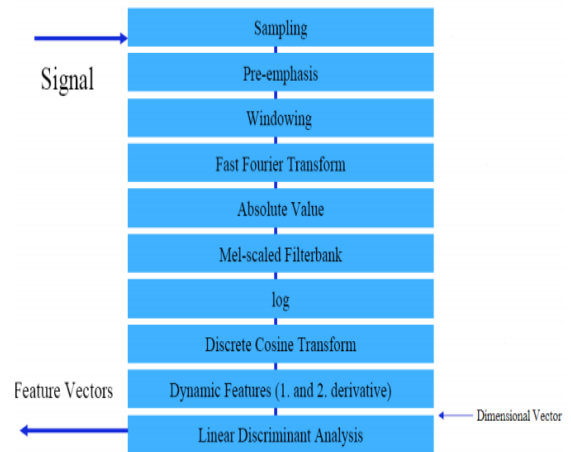 Sampling
Signal
Pre-emphasis
Windowing
Fast Fourier Transform
Absolute Value
Mel-scaled Filterbank
log
Discrete Cosine Transform
Feature Vectors
Dynamic Features (1. and 2. derivative)
Dimensional Vector
Linear Discriminant Analysis